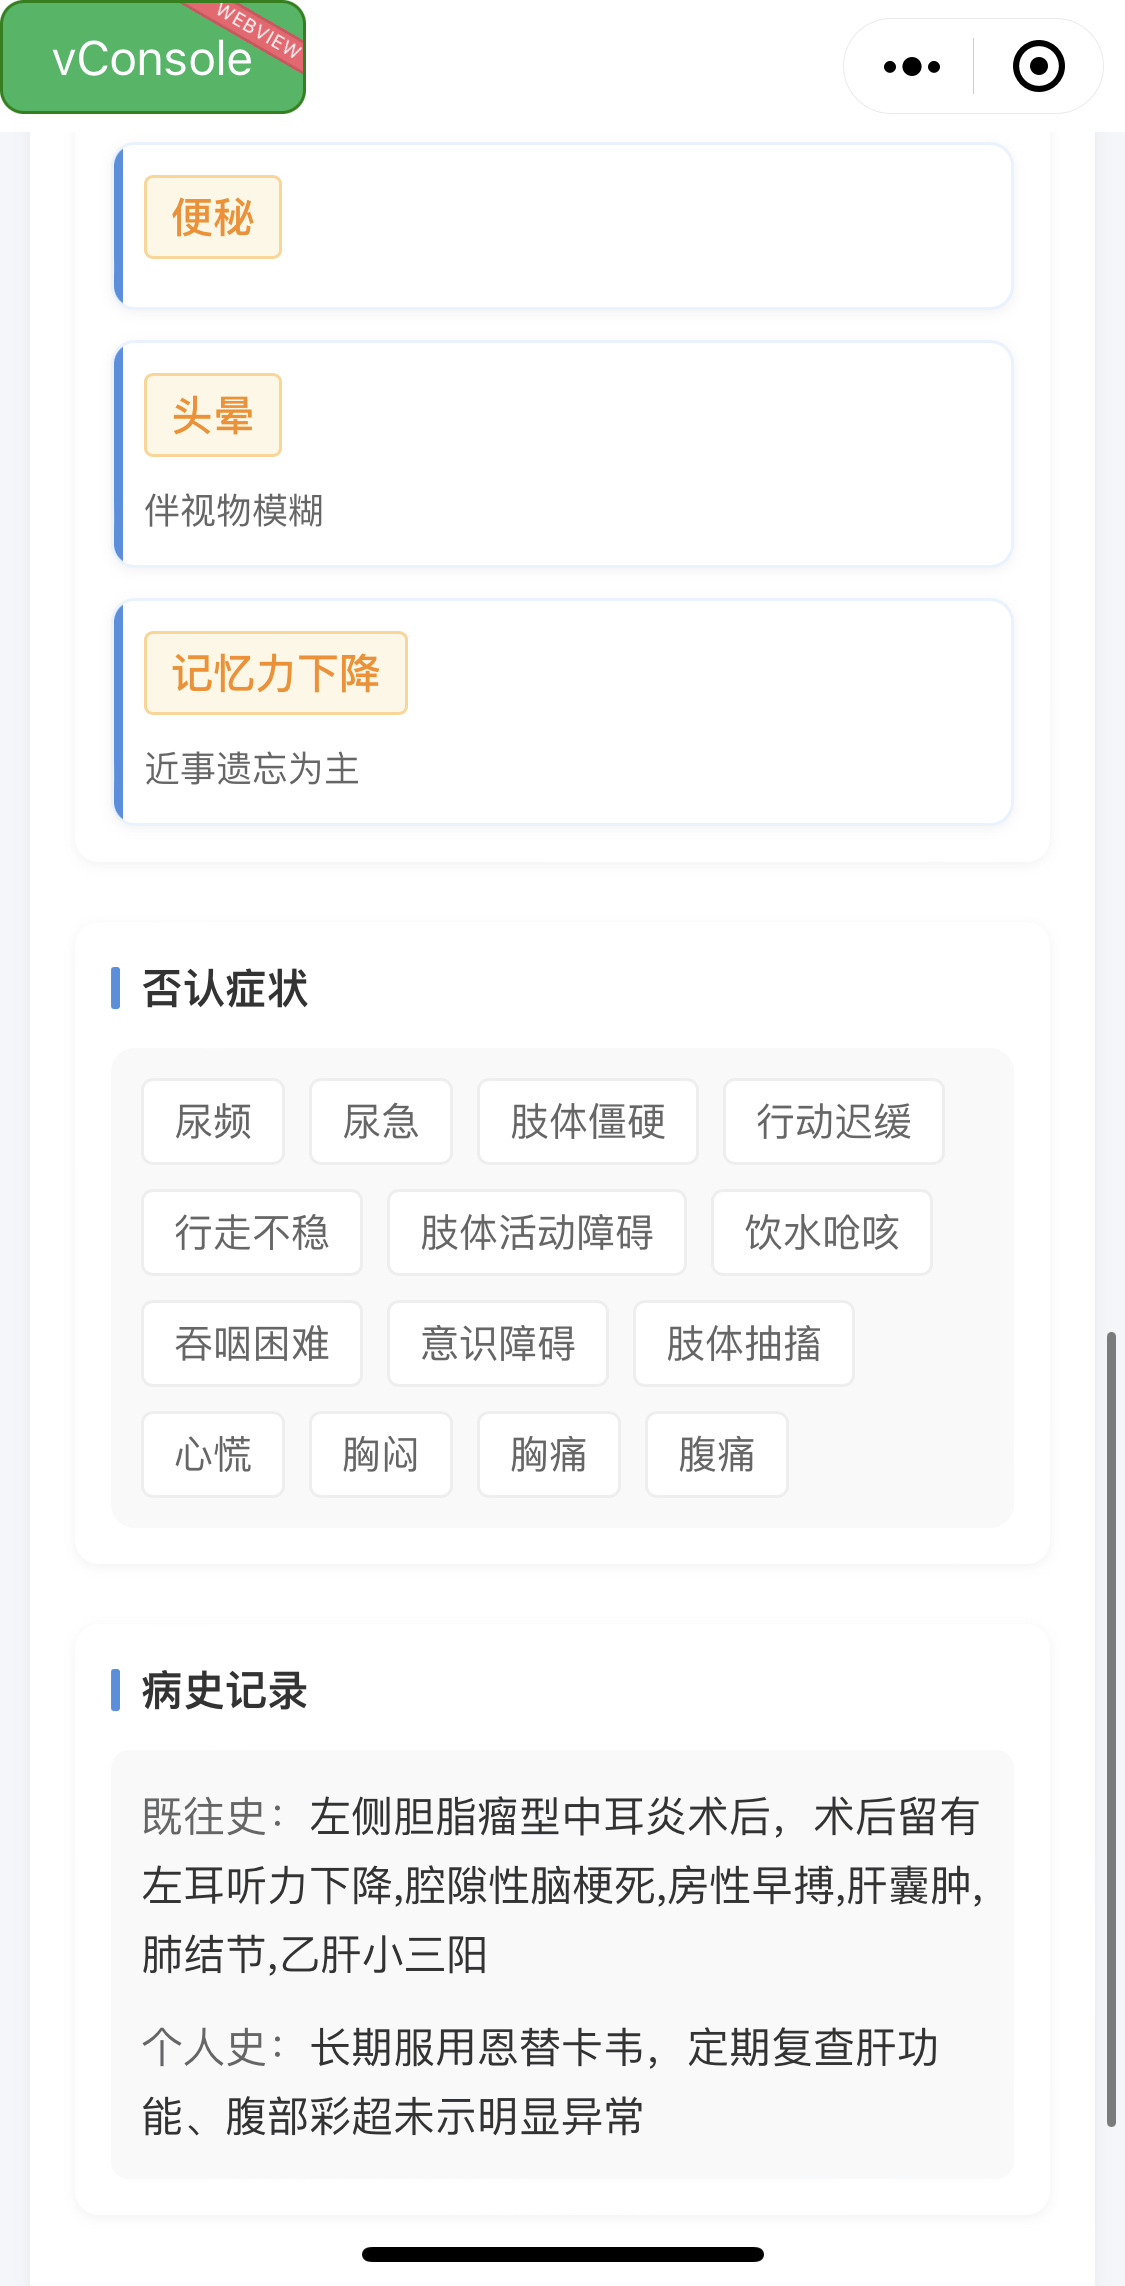 vConsole
WEBVIEW
便秘
头晕
伴视物模糊
记忆力下降
近事遗忘为主
否认症状
尿频 尿急 肢体僵硬 行动迟缓
行走不稳 肢体活动障碍 饮水呛咳
吞咽困难 意识障碍 肢体抽搐
心慌 胸闷 胸痛 腹痛
病史记录
既往史：左侧胆脂瘤型中耳炎术后，术后留有
左耳听力下降,腔隙性脑梗死,房性早搏,肝囊肿,
肺结节,乙肝小三阳
个人史：长期服用恩替卡韦，定期复查肝功
能、腹部彩超未示明显异常